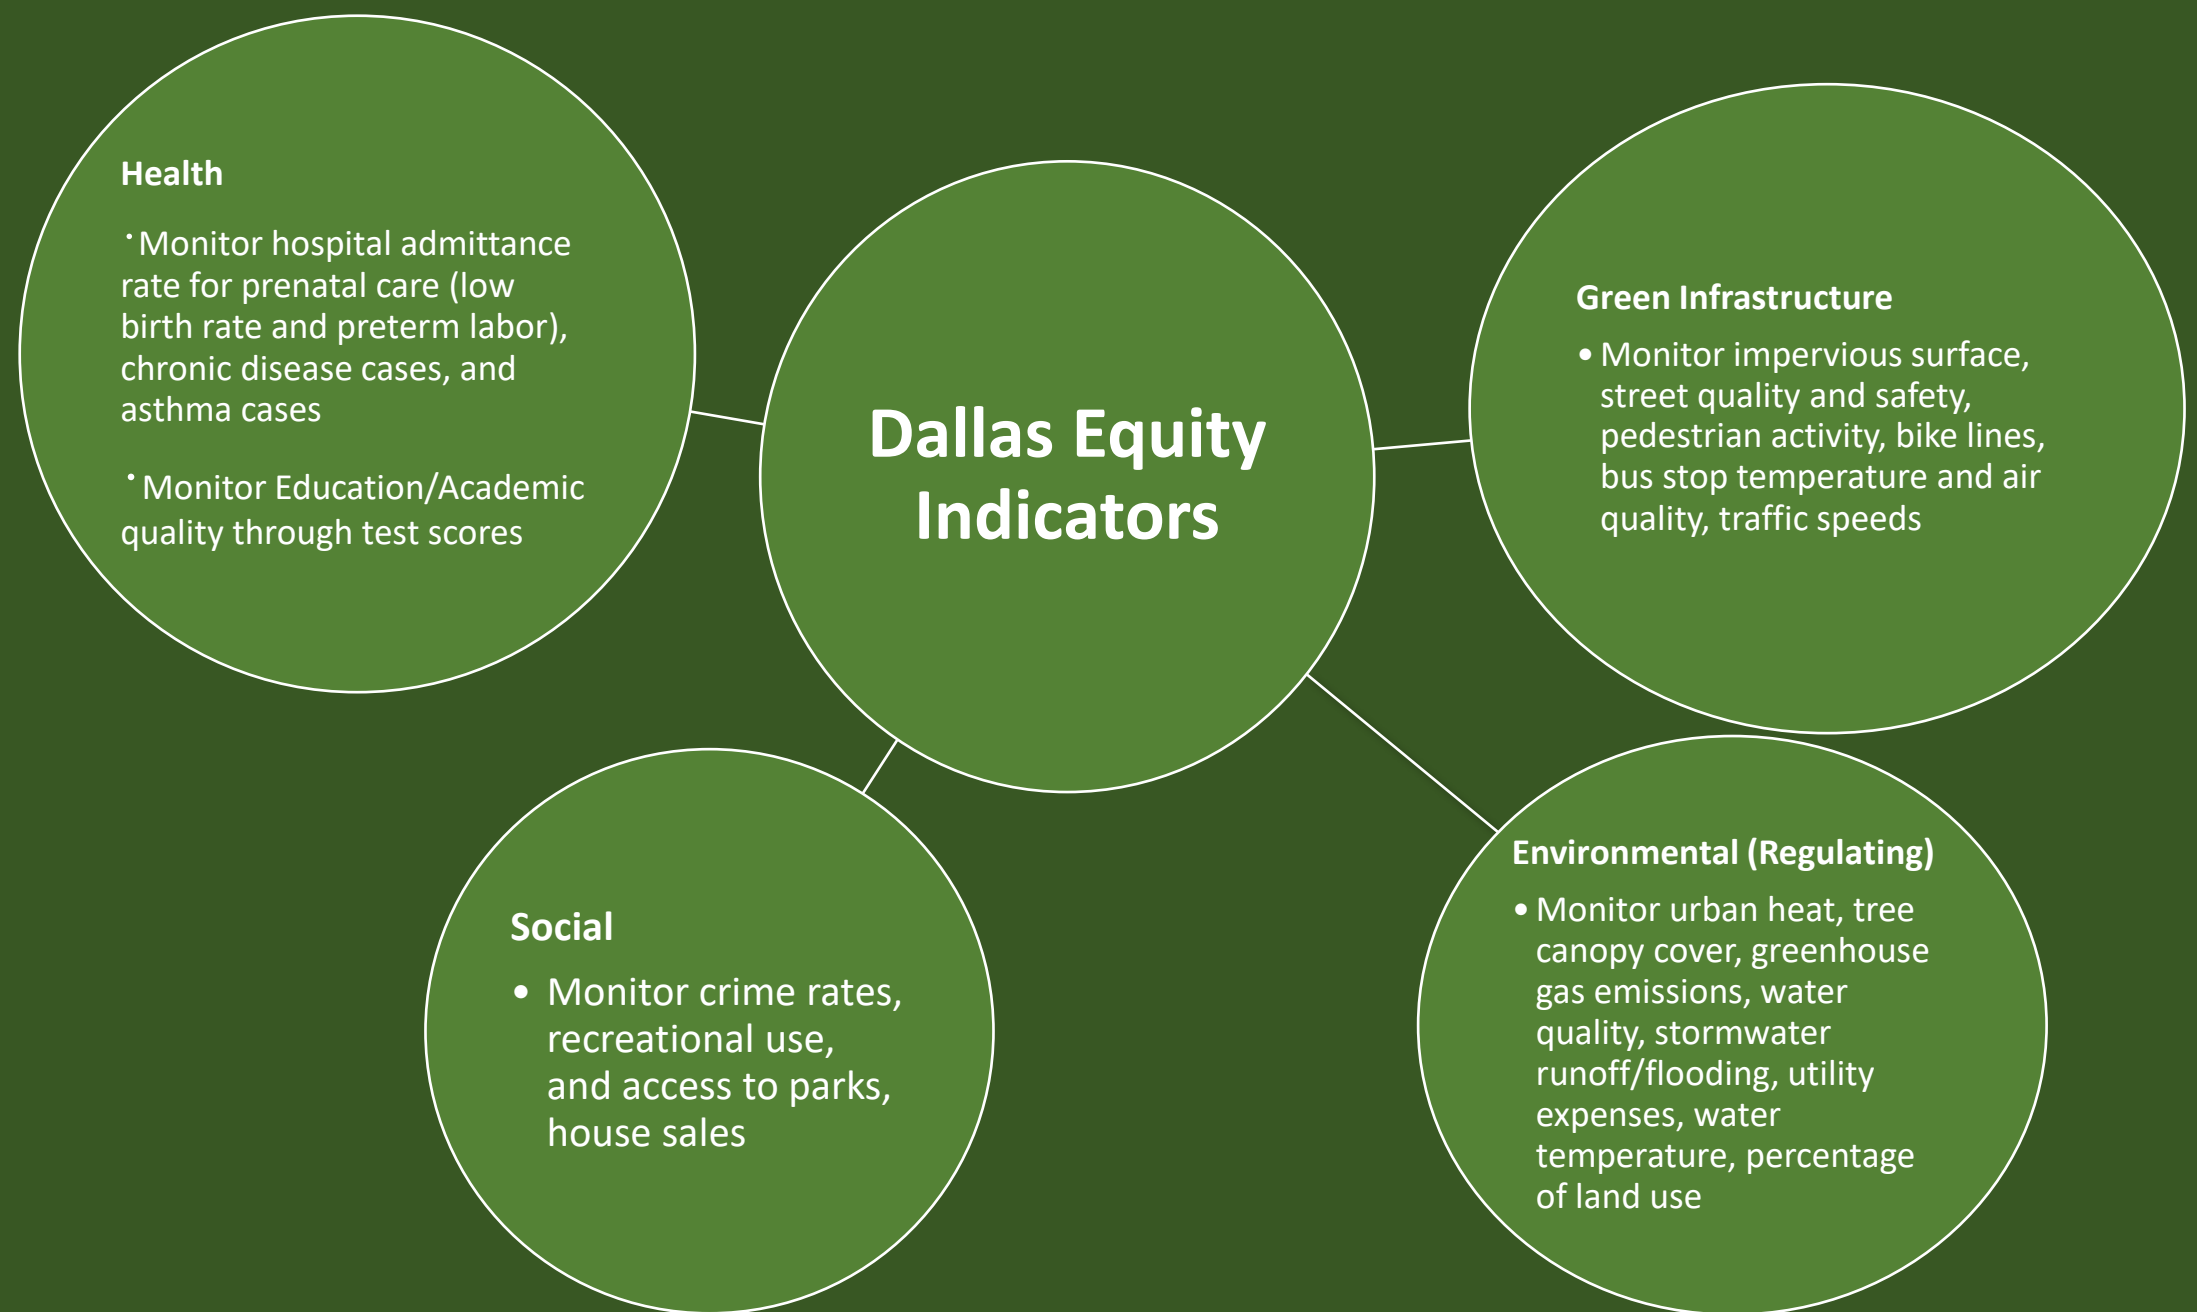 Health
·Monitor hospital admittance
rate for prenatal care (low
birth rate and preterm labor),
chronic disease cases, and
asthma cases
·Monitor Education/Academic
quality through test scores
Dallas Equity
Indicators
Green Infrastructure
• Monitor impervious surface,
street quality and safety,
pedestrian activity, bike lines,
bus stop temperature and air
quality, traffic speeds
Social
• Monitor crime rates,
recreational use,
and access to parks,
house sales
Environmental (Regulating)
• Monitor urban heat, tree
canopy cover, greenhouse
gas emissions, water
quality, stormwater
runoff/flooding, utility
expenses, water
temperature, percentage
of land use